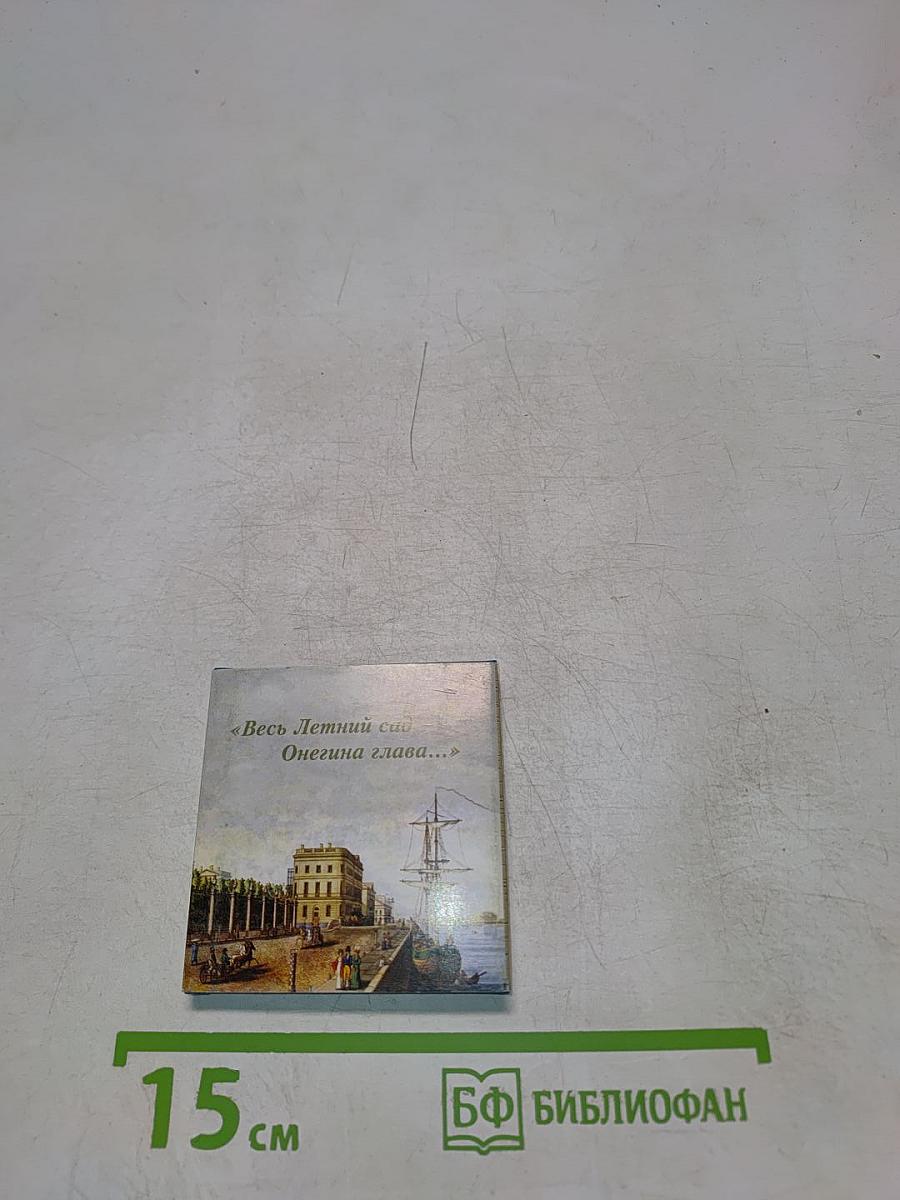 «Весь Летний сад –
Онегина глава...»
15 см
БФ БИБЛИОФАН